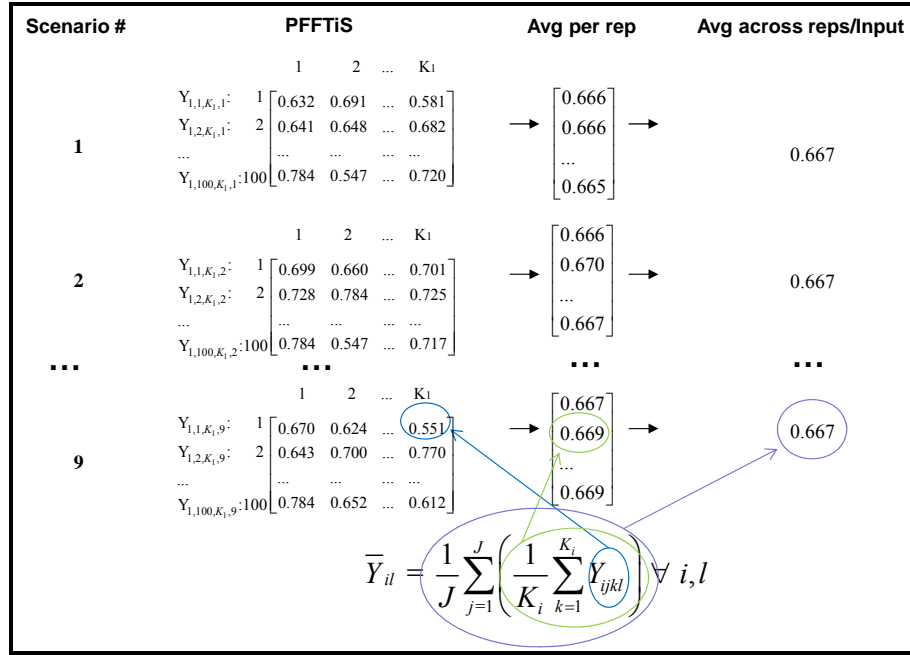 Scenario # PFFTiS Avg per rep Avg across reps/Input
1 2 ... K₁
Y₁,₁,K₁,₁: 1 0.632 0.691 ... 0.581 → 0.666 →
Y₁,₂,K₁,₁: 2 0.641 0.648 ... 0.682 0.666
1 ... ... ... ... ... ... 0.667
Y₁,₁₀₀,K₁,₁:100 0.784 0.547 ... 0.720 0.665
1 2 ... K₁ 0.666
Y₁,₁,K₁,₂: 1 0.699 0.660 ... 0.701 → 0.670 →
2 Y₁,₂,K₁,₂: 2 0.728 0.784 ... 0.725 ... 0.667
... ... ... ... ... 0.667
Y₁,₁₀₀,K₁,₂:100 0.784 0.547 ... 0.717
... ... ... ...
1 2 ... K₁ 0.667
Y₁,₁,K₁,₉: 1 0.670 0.624 ... 0.551 → 0.669 → 0.667
9 Y₁,₂,K₁,₉: 2 0.643 0.700 ... 0.770 ...
... ... ... ... ...
Y₁,₁₀₀,K₁,₉:100 0.784 0.652 ... 0.612 0.669
Ȳ_il = 1/J ∑_{j=1}^{J} ( 1/K_i ∑_{k=1}^{K_i} Y_ijkl ) ∀ i,l